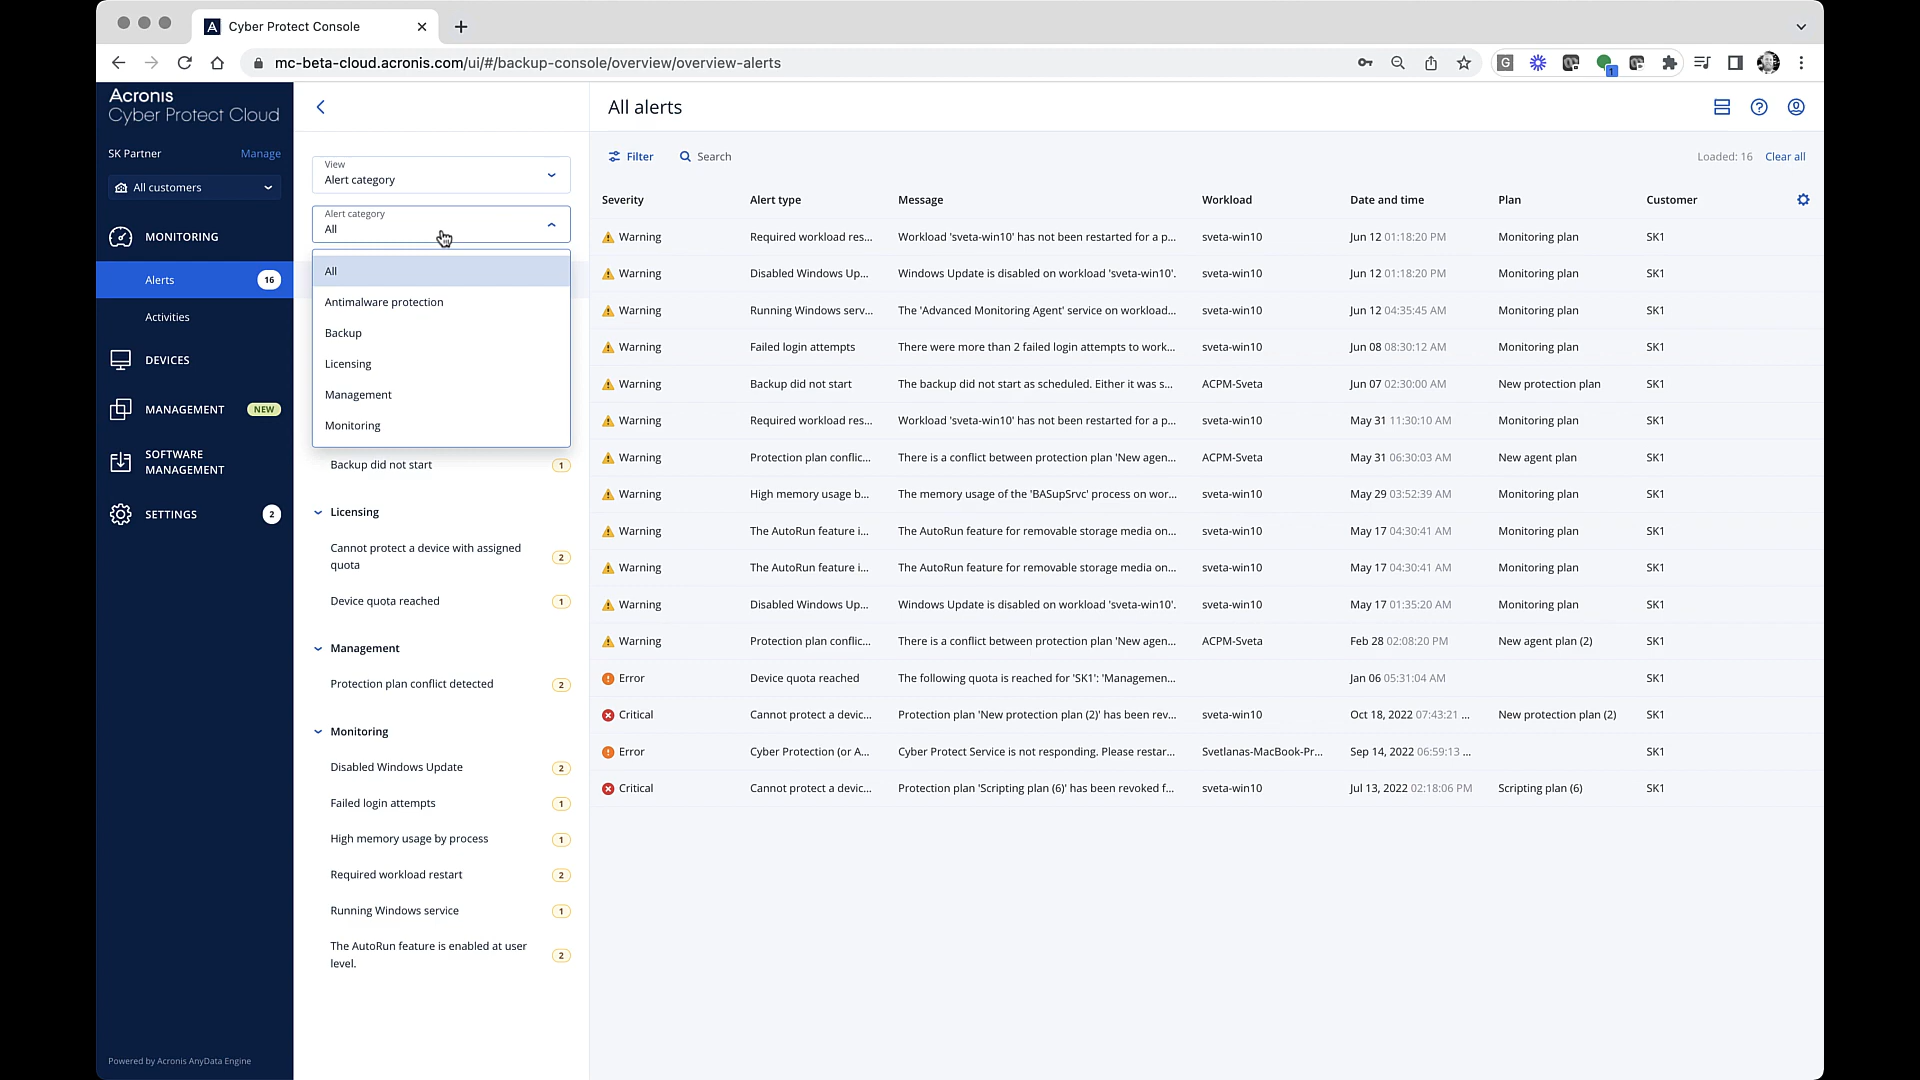 Cyber Protect Console
mc-beta-cloud.acronis.com/ui/#/backup-console/overview/overview-alerts
Acronis
Cyber Protect Cloud
SK Partner
Manage
All customers
MONITORING
Alerts
16
Activities
DEVICES
MANAGEMENT
NEW
SOFTWARE
MANAGEMENT
SETTINGS
2
Powered by Acronis AnyData Engine
View
Alert category
Alert category
All
All
Antimalware protection
Backup
Licensing
Management
Monitoring
Backup did not start 1
Licensing
Cannot protect a device with assigned
quota
2
Device quota reached 1
Management
Protection plan conflict detected 2
Monitoring
Disabled Windows Update 2
Failed login attempts 1
High memory usage by process 1
Required workload restart 2
Running Windows service 1
The AutoRun feature is enabled at user
level.
2
All alerts
Filter
Search
Loaded: 16
Clear all
Severity Alert type Message Workload Date and time Plan Customer
Warning Required workload res... Workload 'sveta-win10' has not been restarted for a p... sveta-win10 Jun 12 01:18:20 PM Monitoring plan SK1
Warning Disabled Windows Up... Windows Update is disabled on workload 'sveta-win10'. sveta-win10 Jun 12 01:18:20 PM Monitoring plan SK1
Warning Running Windows serv... The 'Advanced Monitoring Agent' service on workload... sveta-win10 Jun 12 04:35:45 AM Monitoring plan SK1
Warning Failed login attempts There were more than 2 failed login attempts to work... sveta-win10 Jun 08 08:30:12 AM Monitoring plan SK1
Warning Backup did not start The backup did not start as scheduled. Either it was s... ACPM-Sveta Jun 07 02:30:00 AM New protection plan SK1
Warning Required workload res... Workload 'sveta-win10' has not been restarted for a p... sveta-win10 May 31 11:30:10 AM Monitoring plan SK1
Warning Protection plan conflic... There is a conflict between protection plan 'New agen... ACPM-Sveta May 31 06:30:03 AM New agent plan SK1
Warning High memory usage b... The memory usage of the 'BASupSrvc' process on wor... sveta-win10 May 29 03:52:39 AM Monitoring plan SK1
Warning The AutoRun feature i... The AutoRun feature for removable storage media on... sveta-win10 May 17 04:30:41 AM Monitoring plan SK1
Warning The AutoRun feature i... The AutoRun feature for removable storage media on... sveta-win10 May 17 04:30:41 AM Monitoring plan SK1
Warning Disabled Windows Up... Windows Update is disabled on workload 'sveta-win10'. sveta-win10 May 17 01:35:20 AM Monitoring plan SK1
Warning Protection plan conflic... There is a conflict between protection plan 'New agen... ACPM-Sveta Feb 28 02:08:20 PM New agent plan (2) SK1
Error Device quota reached The following quota is reached for 'SK1': 'Managemen... Jan 06 05:31:04 AM SK1
Critical Cannot protect a devic... Protection plan 'New protection plan (2)' has been rev... sveta-win10 Oct 18, 2022 07:43:21 ... New protection plan (2) SK1
Error Cyber Protection (or A... Cyber Protect Service is not responding. Please restar... Svetlanas-MacBook-Pr... Sep 14, 2022 06:59:13 ... SK1
Critical Cannot protect a devic... Protection plan 'Scripting plan (6)' has been revoked f... sveta-win10 Jul 13, 2022 02:18:06 PM Scripting plan (6) SK1